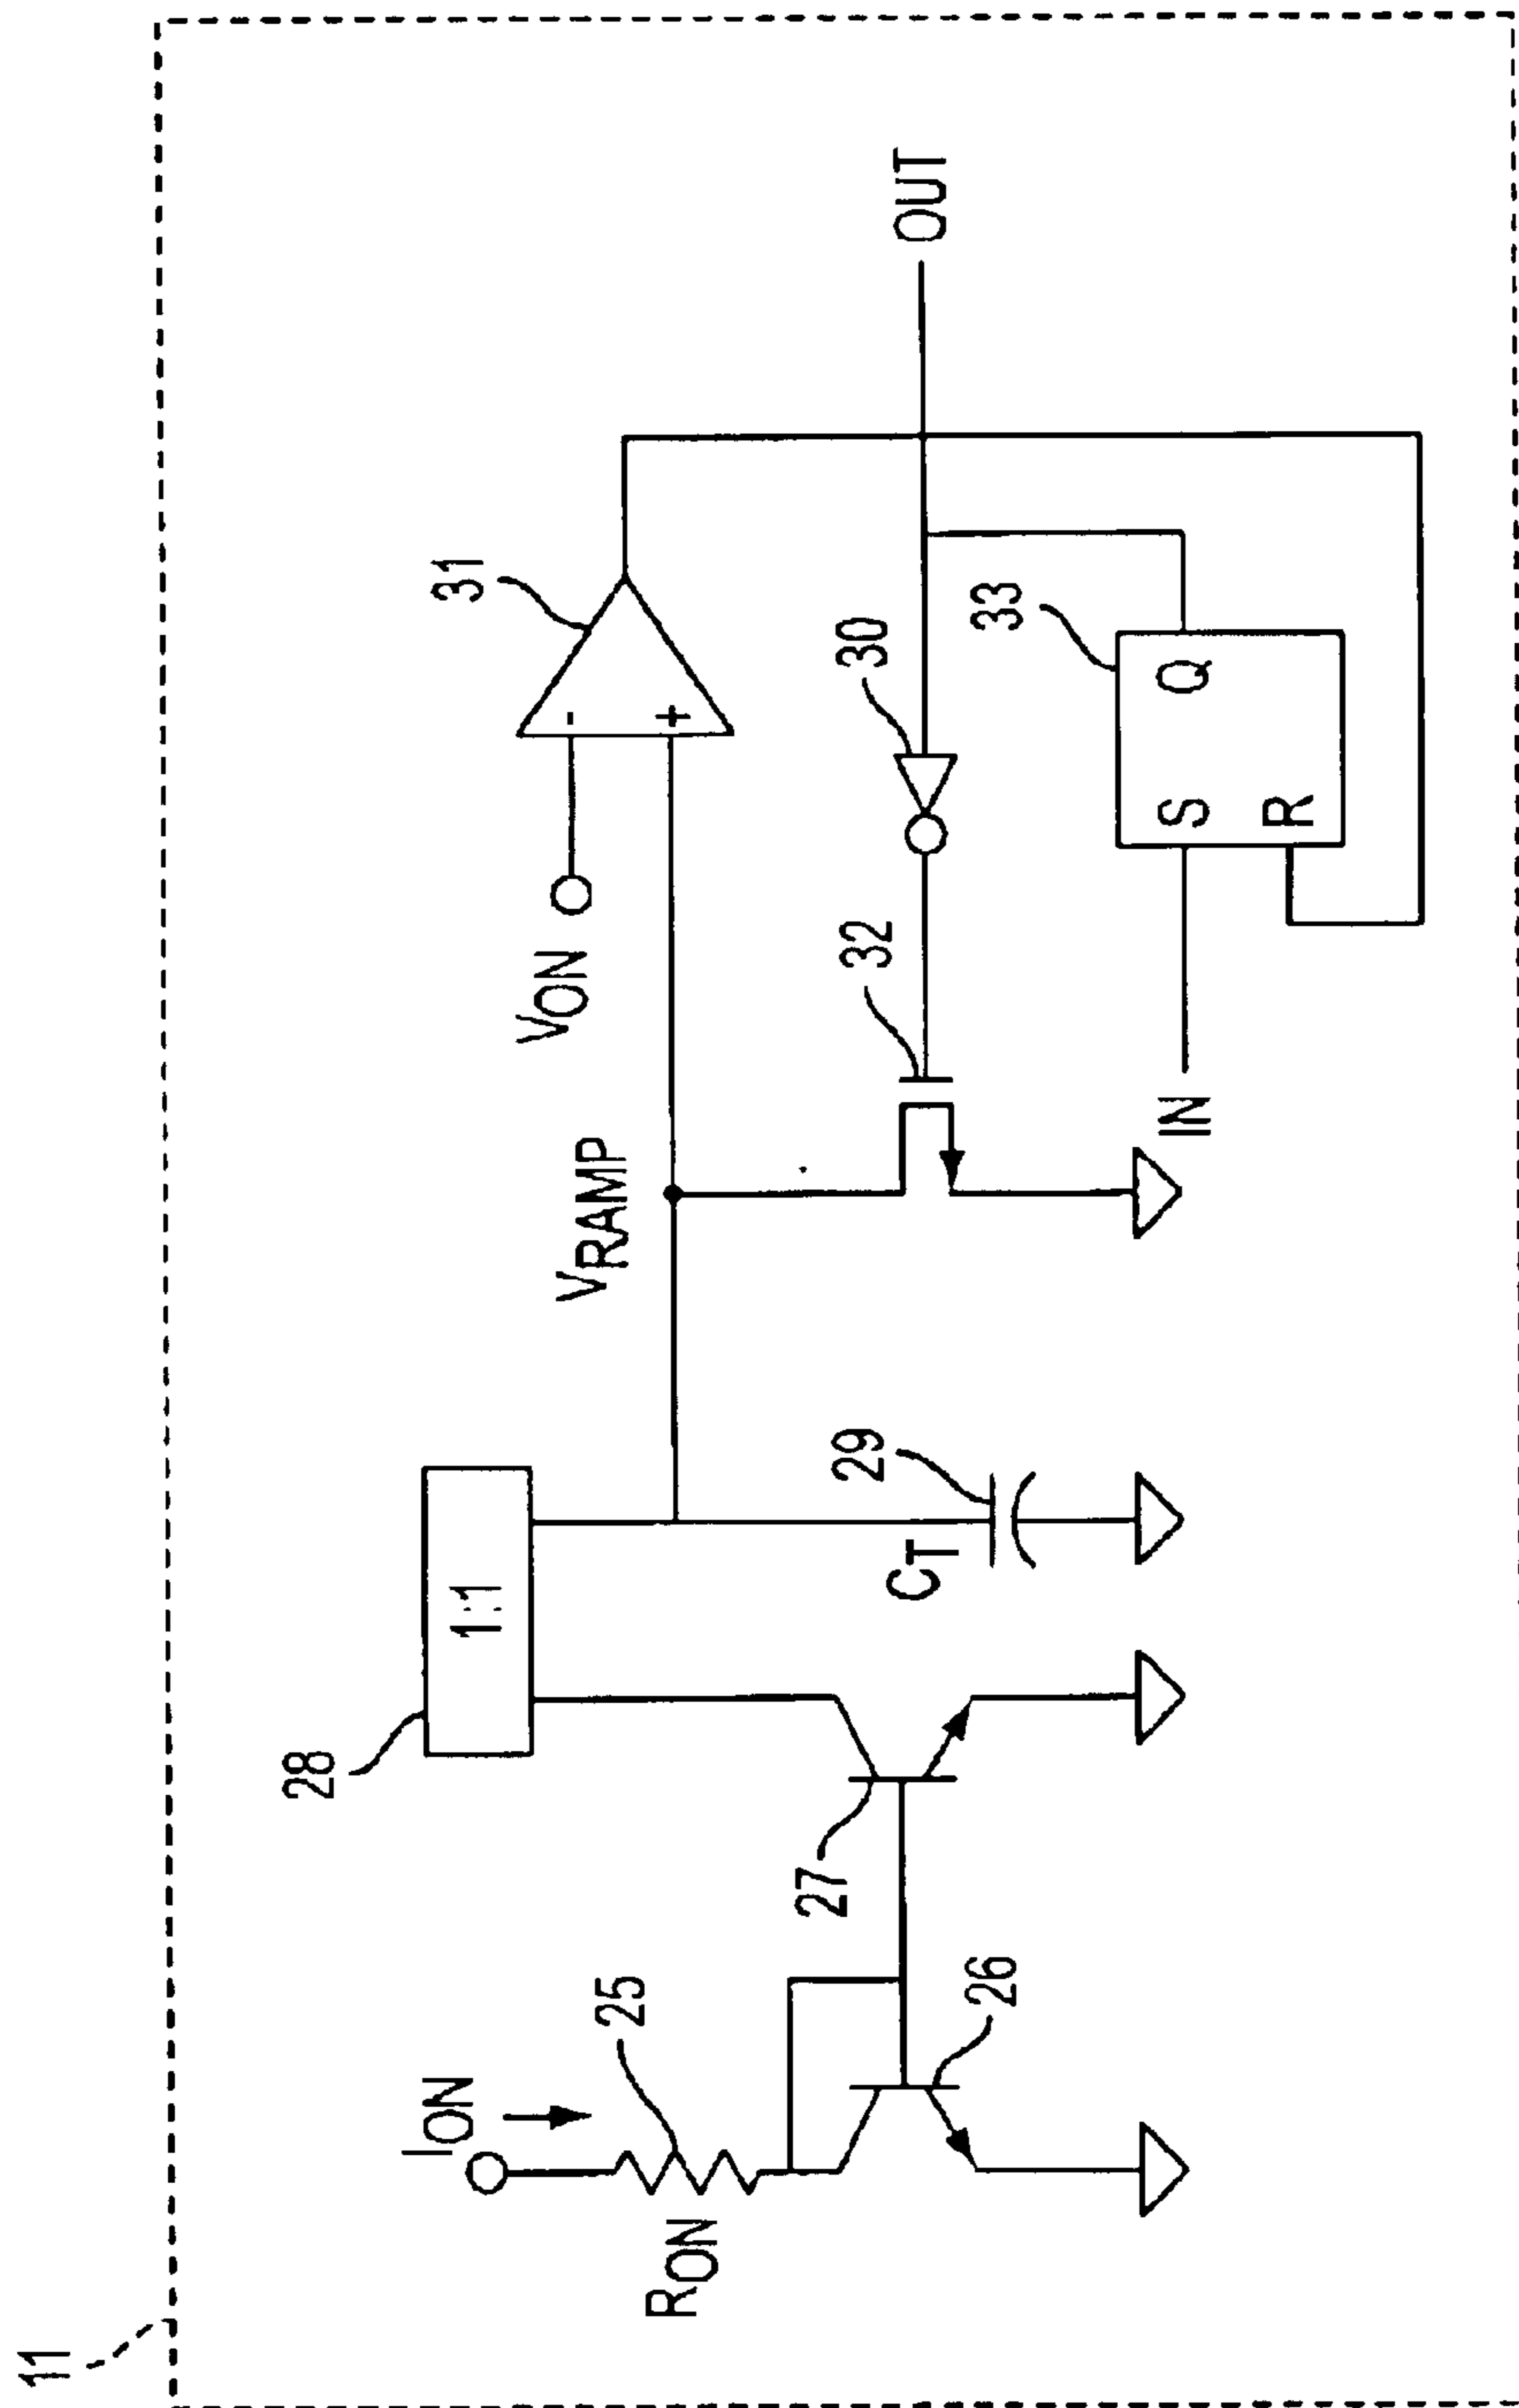 11
28
1:1
31
ION
VRAMP
VON
-
+
OUT
25
RON
27
CT
29
32
30
26
33
IN
S
Q
R